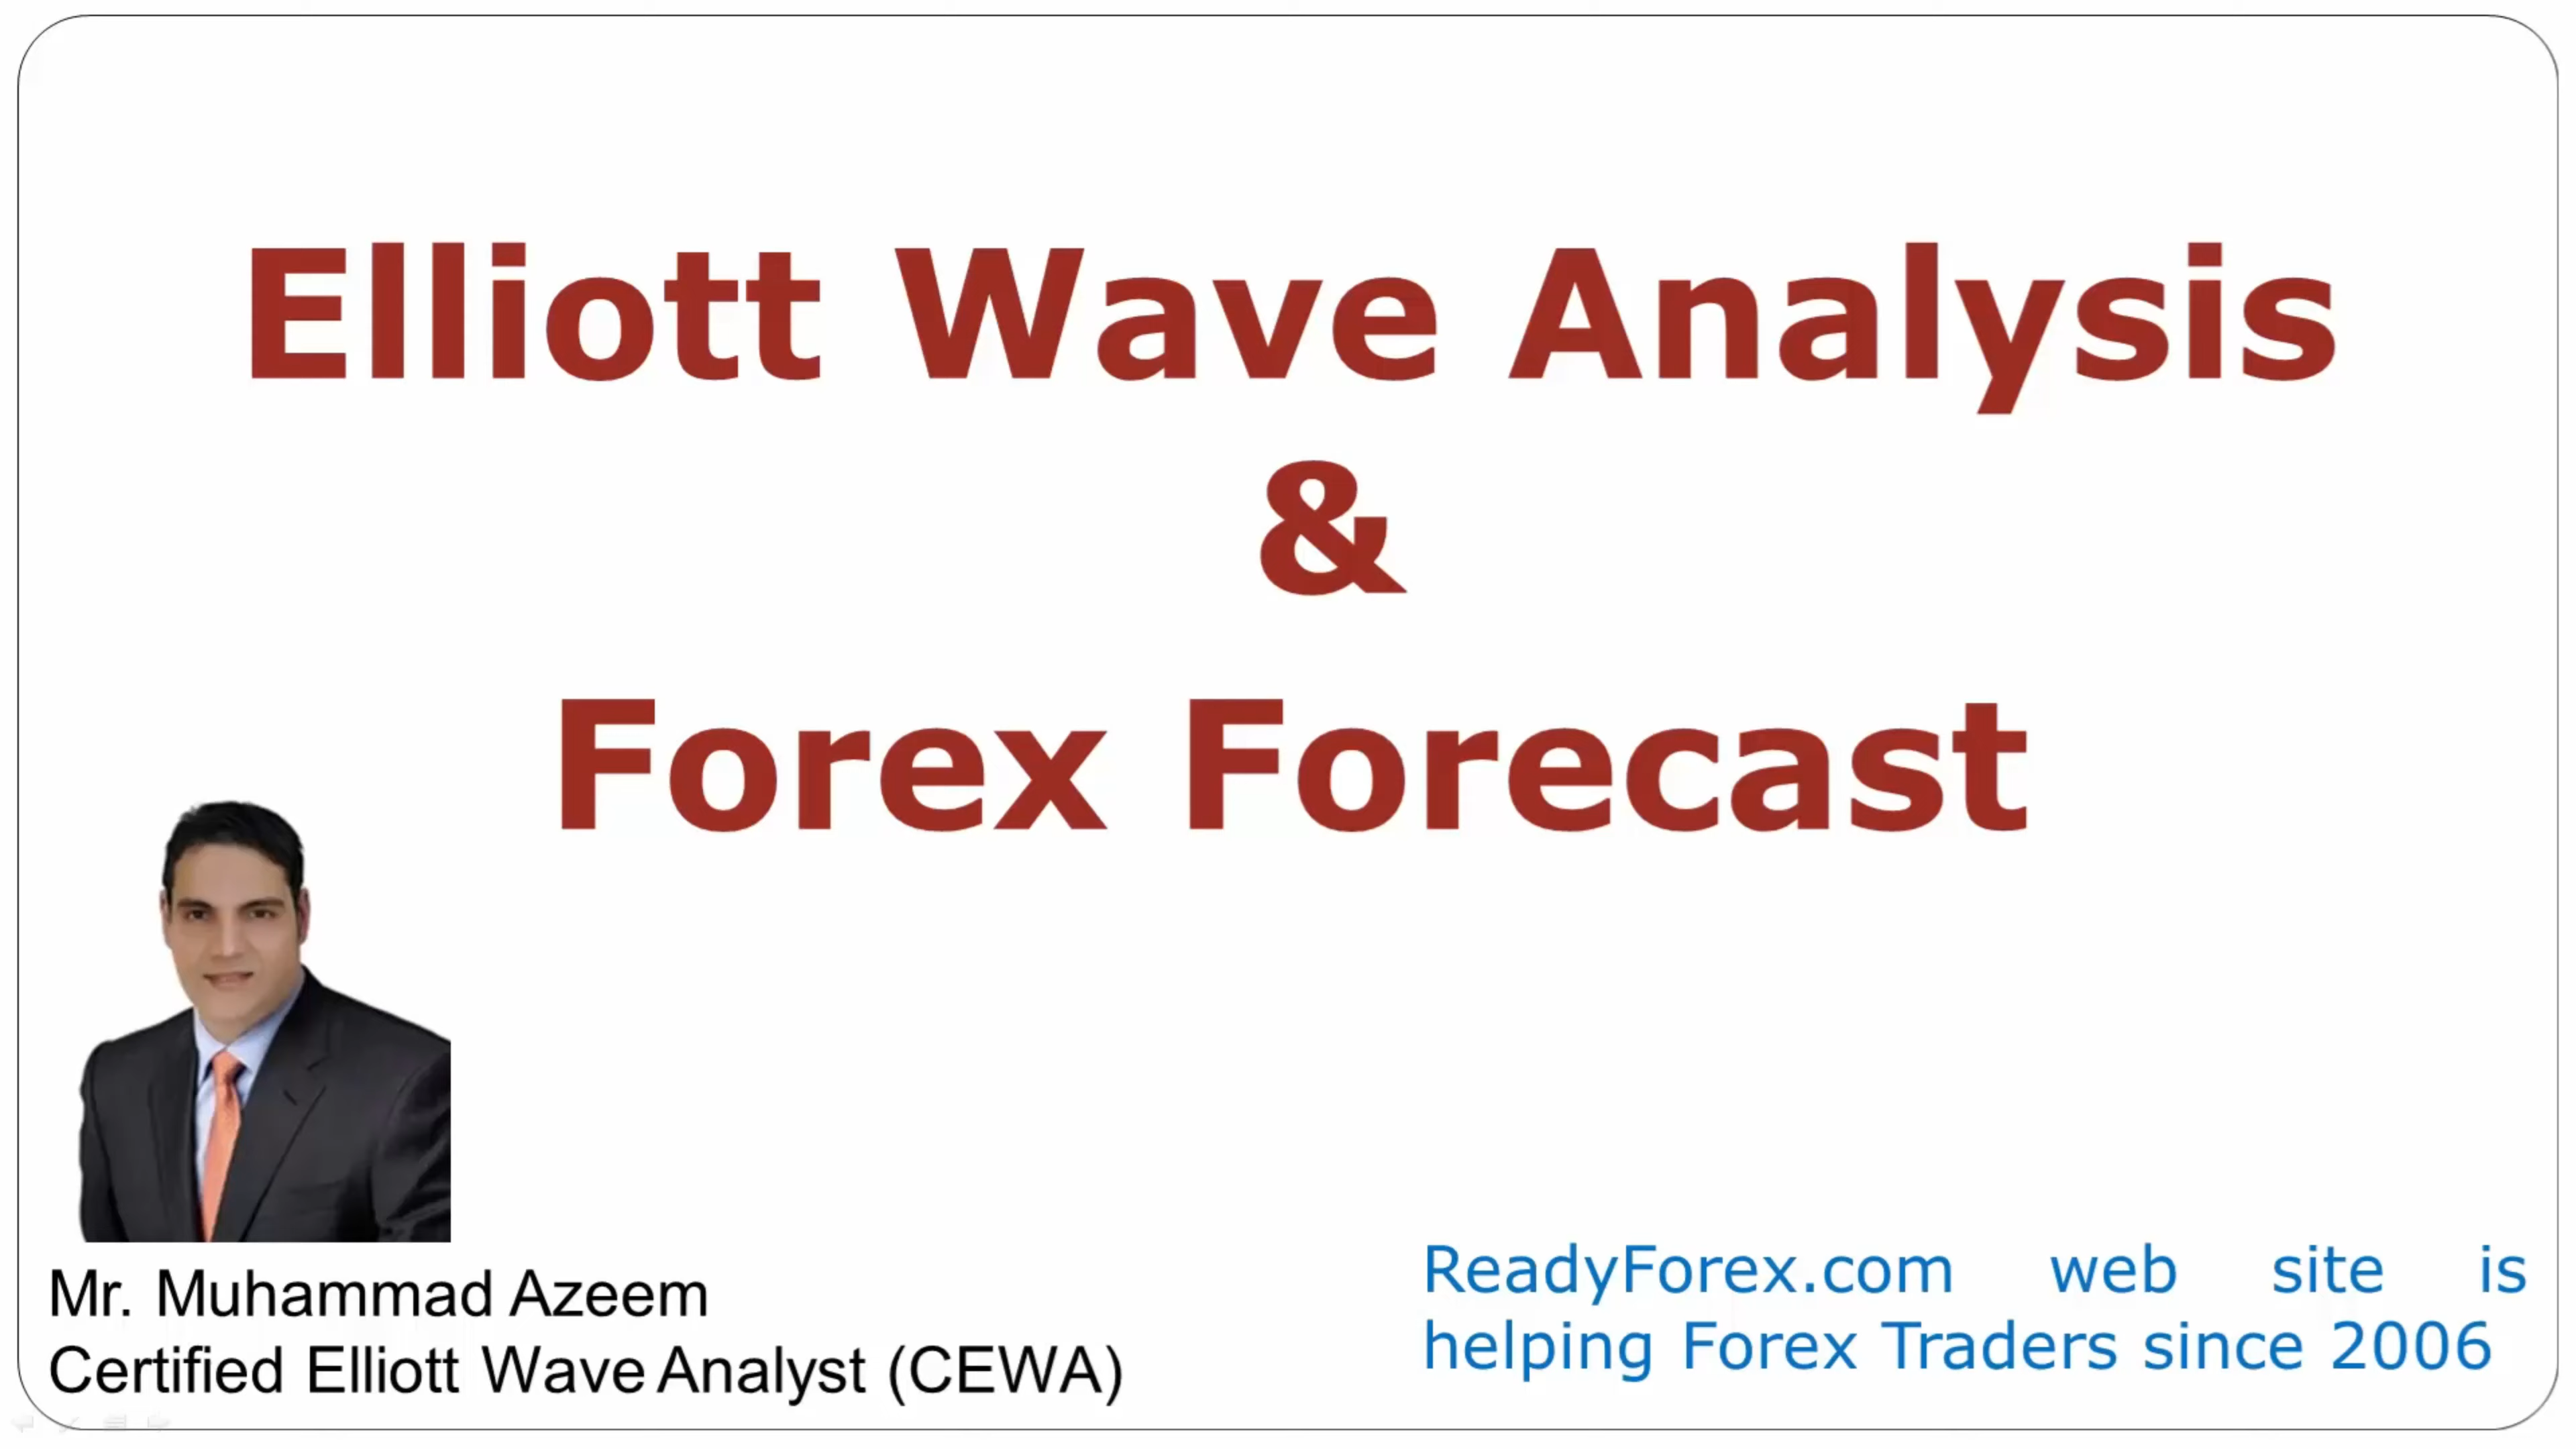 Elliott Wave Analysis
&
Forex Forecast
Mr. Muhammad Azeem
Certified Elliott Wave Analyst (CEWA)
ReadyForex.com web site is
helping Forex Traders since 2006